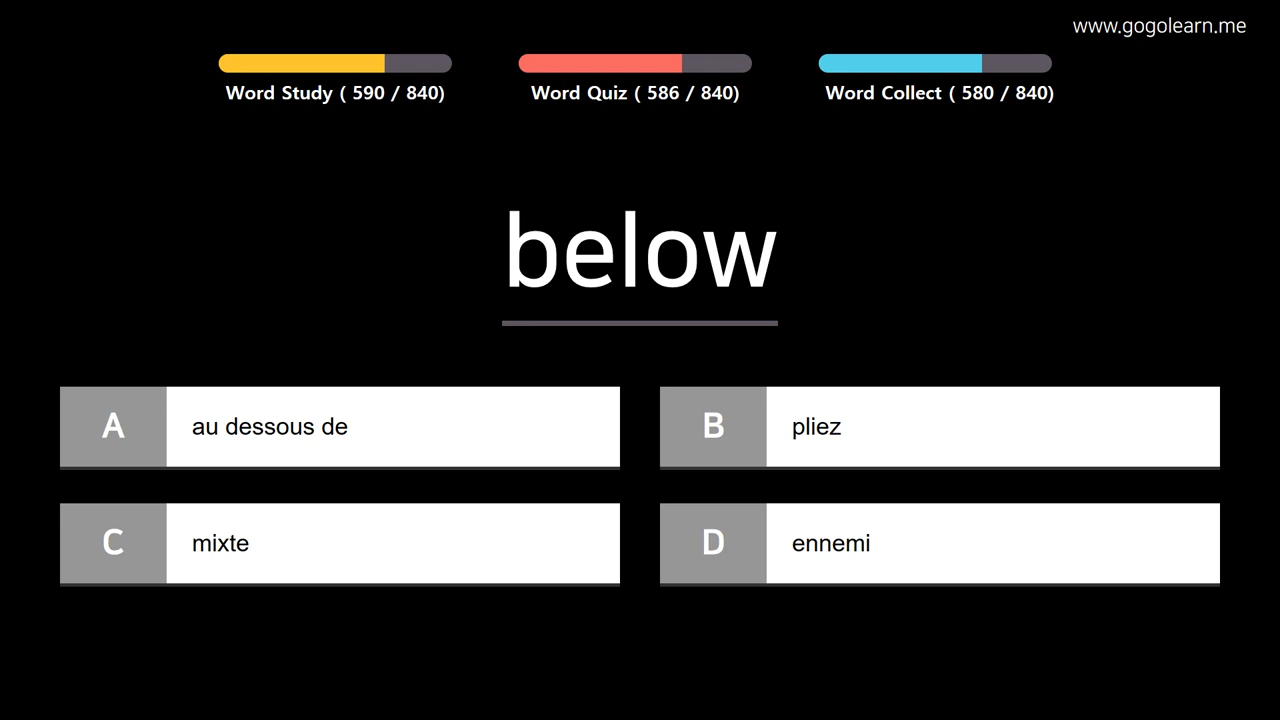 www.gogolearn.me
Word Study ( 590 / 840)
Word Quiz ( 586 / 840)
Word Collect ( 580 / 840)
below
A au dessous de
B pliez
C mixte
D ennemi